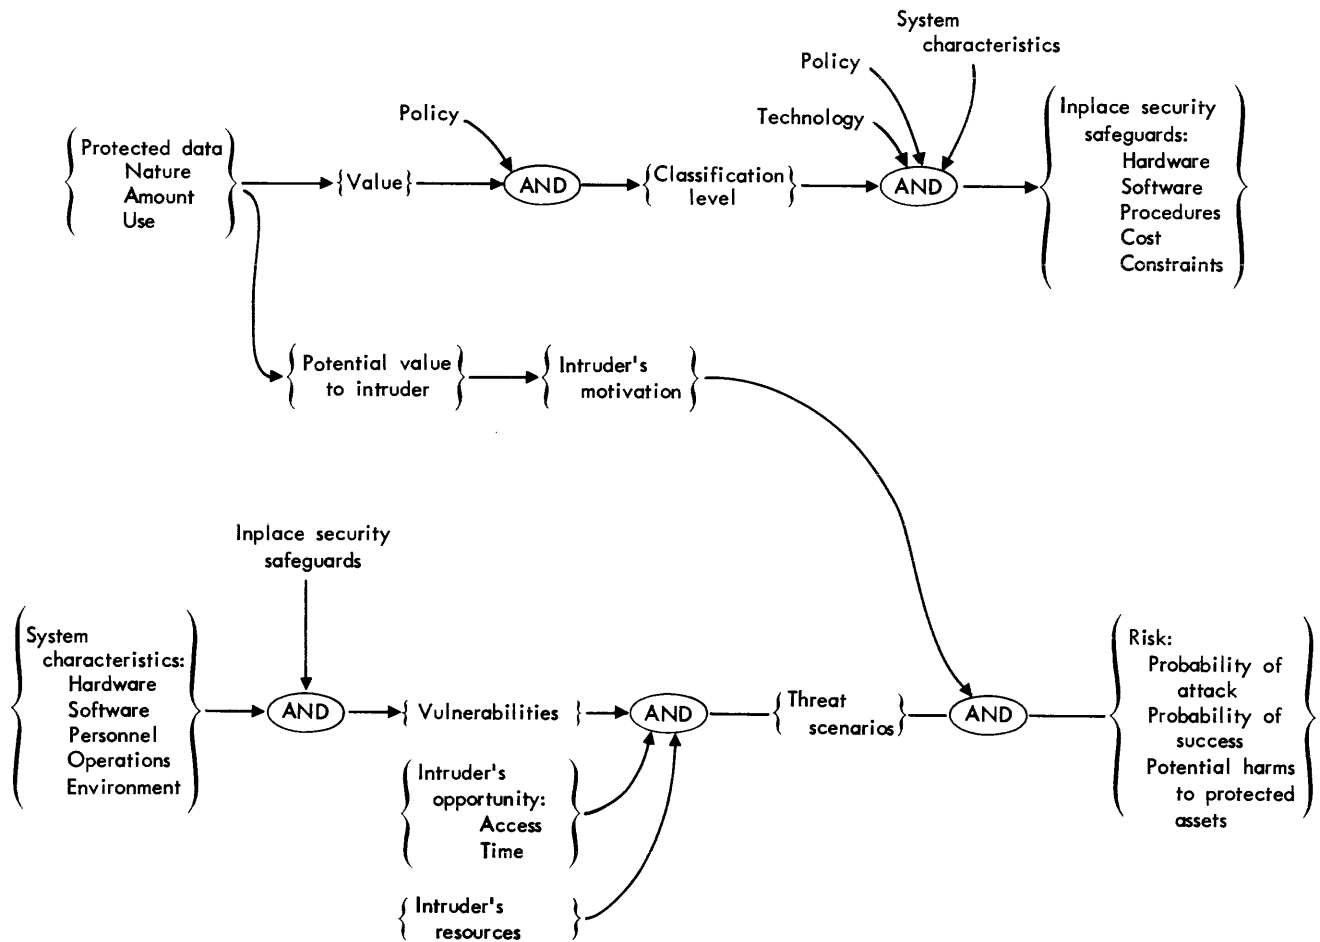 System
characteristics
Policy
Technology
Policy
Protected data
Nature
Amount
Use
Value
AND
Classification
level
AND
Inplace security
safeguards:
Hardware
Software
Procedures
Cost
Constraints
Potential value
to intruder
Intruder's
motivation
Inplace security
safeguards
System
characteristics:
Hardware
Software
Personnel
Operations
Environment
AND
Vulnerabilities
AND
Threat
scenarios
AND
Risk:
Probability of
attack
Probability of
success
Potential harms
to protected
assets
Intruder's
opportunity:
Access
Time
Intruder's
resources